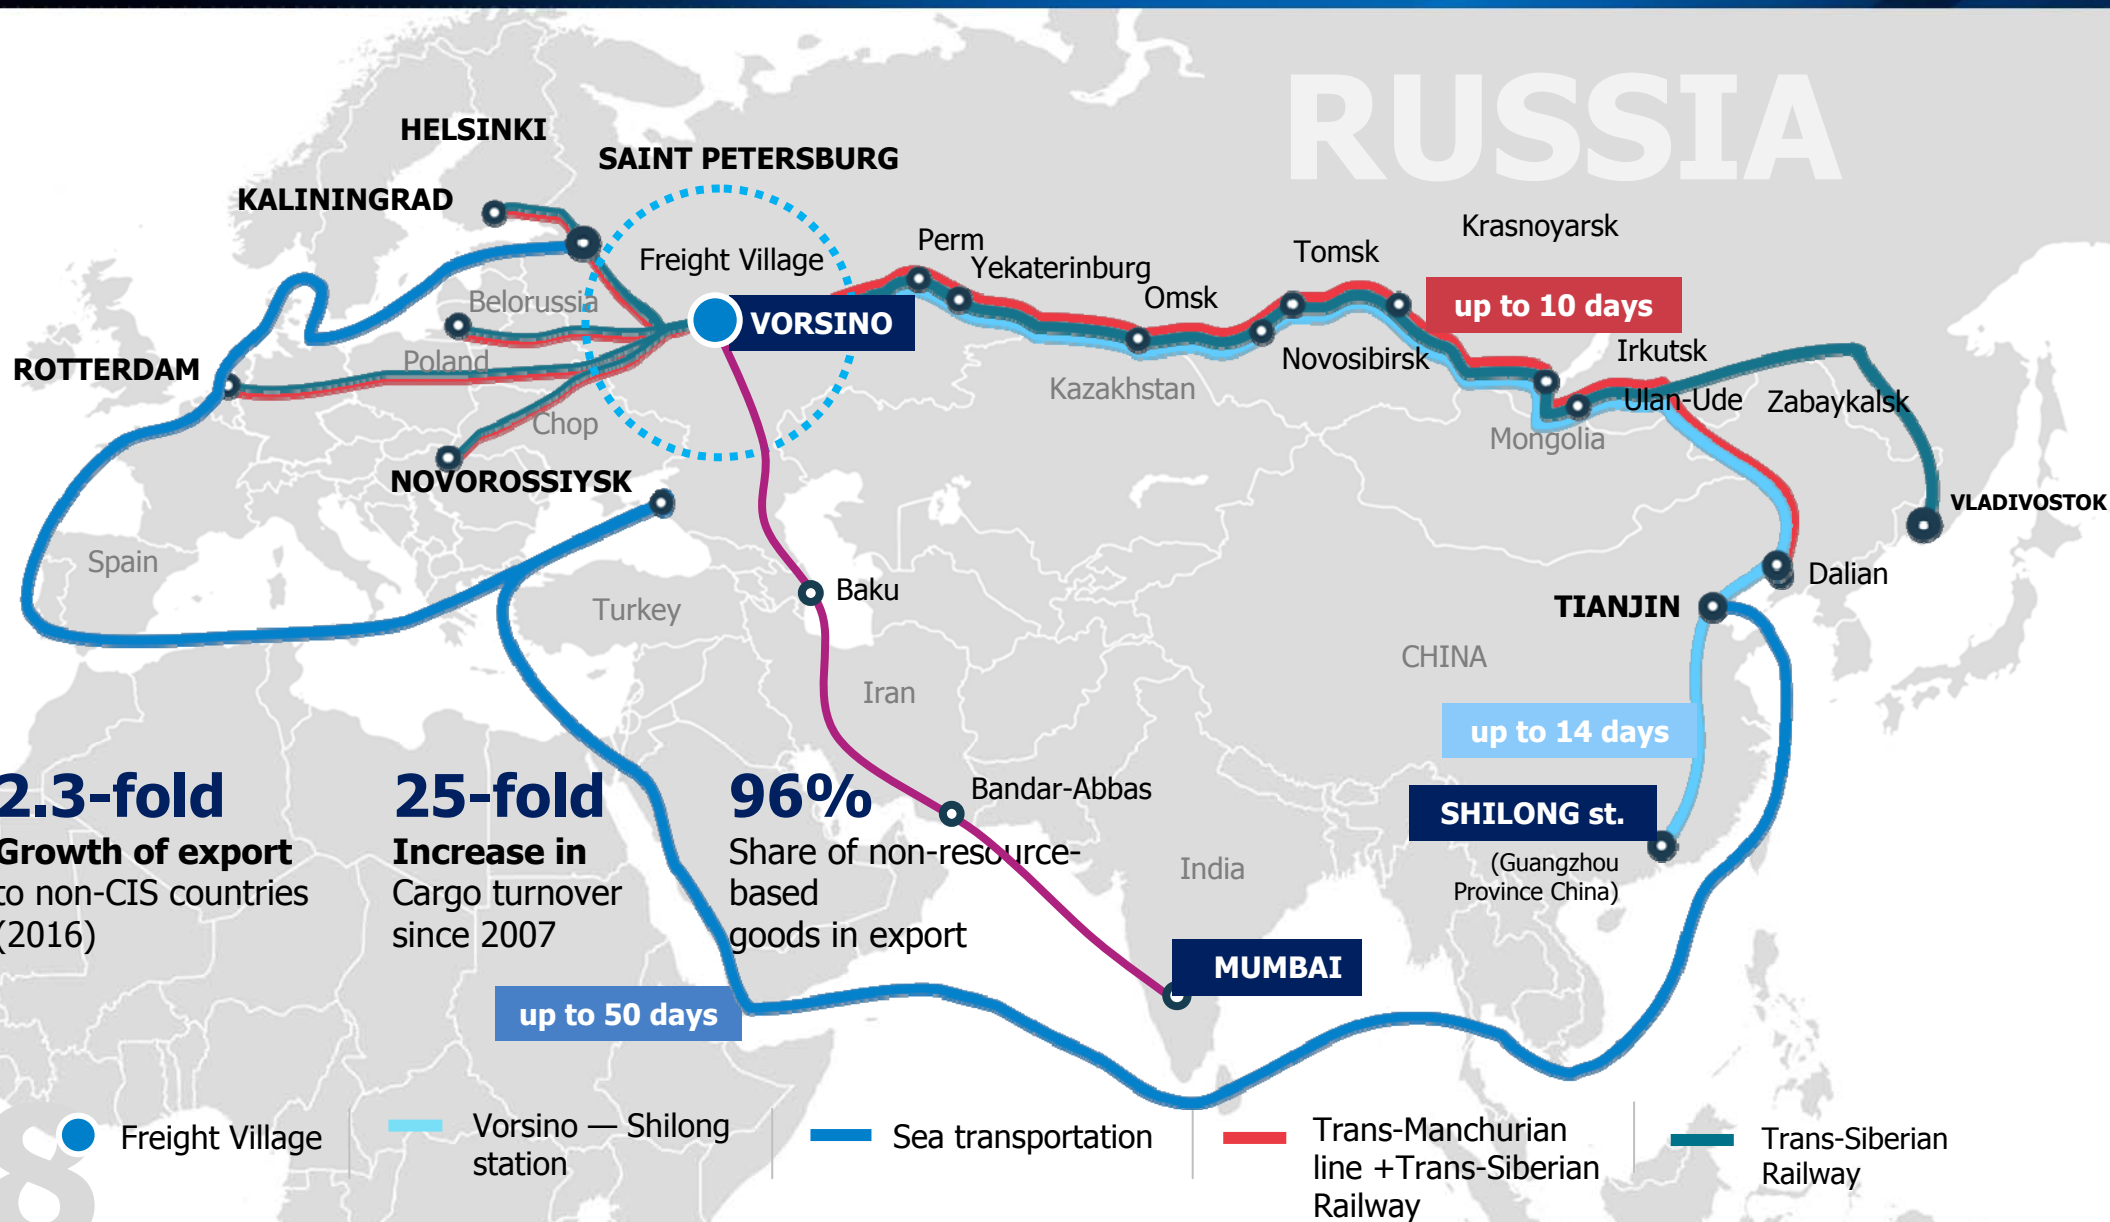 RUSSIA
HELSINKI
SAINT PETERSBURG
KALININGRAD
Krasnoyarsk
Perm
Tomsk
Freight Village
Yekaterinburg
Omsk
Belorussia
up to 10 days
VORSINO
Irkutsk
Novosibirsk
Poland
ROTTERDAM
Kazakhstan
Ulan-Ude
Zabaykalsk
Chop
Mongolia
NOVOROSSIYSK
VLADIVOSTOK
Spain
Dalian
Baku
Turkey
TIANJIN
CHINA
Iran
up to 14 days
Bandar-Abbas
SHILONG st.
(Guangzhou
Province China)
India
2.3-fold
Growth of export
to non-CIS countries
(2016)
25-fold
Increase in
Cargo turnover
since 2007
96%
Share of non-resource-
based
goods in export
MUMBAI
up to 50 days
8
Freight Village
Vorsino — Shilong
station
Sea transportation
Trans-Manchurian
line +Trans-Siberian
Railway
Trans-Siberian
Railway